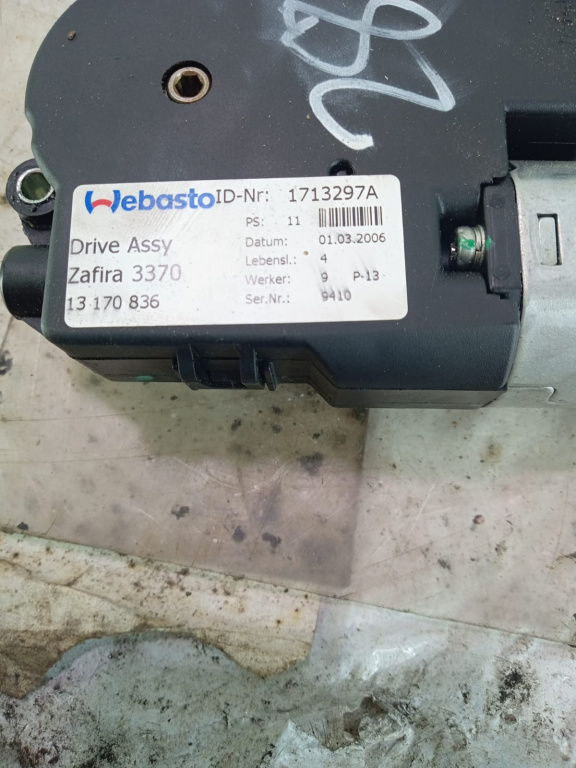 28
Webasto ID-Nr: 1713297A
PS: 11
Drive Assy
Datum: 01.03.2006
Zafira 3370
Lebensl.: 4
Werker: 9 P-13
13 170 836
Ser.Nr.: 9410